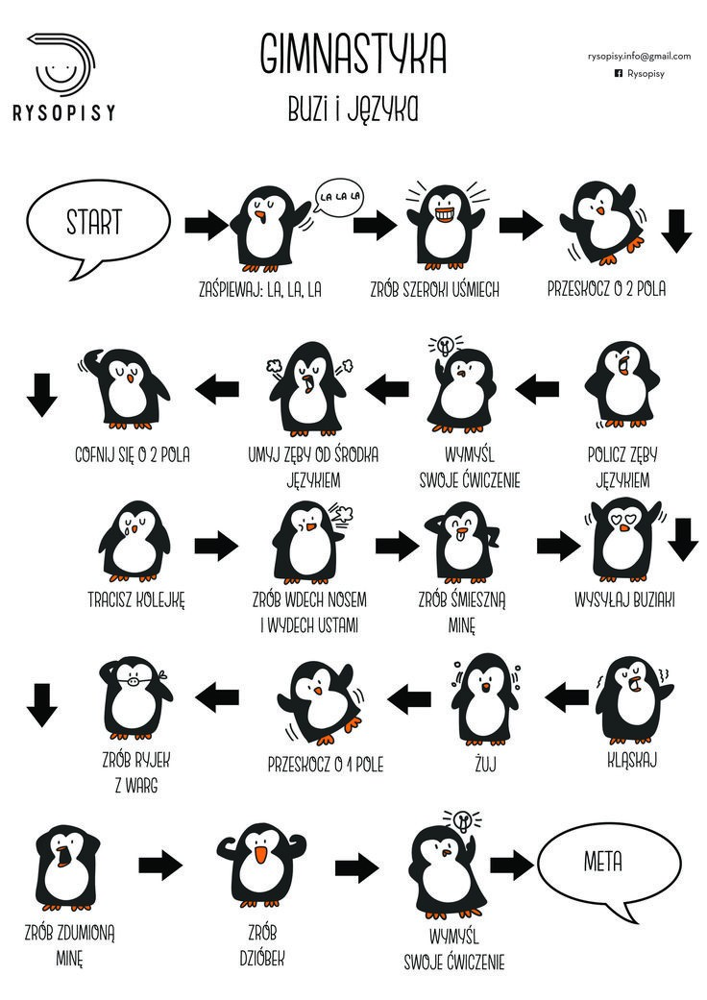 RYSOPISY
GIMNASTYKA
BUZI I JĘZYKA
rysopisy.info@gmail.com
Rysopisy
START
LA LA LA
ZAŚPIEWAJ: LA, LA, LA
ZRÓB SZEROKI UŚMIECH
PRZESKOCZ O 2 POLA
COFNIJ SIĘ O 2 POLA
UMYJ ZĘBY OD ŚRODKA
JĘZYKIEM
WYMYŚL
SWOJE ĆWICZENIE
POLICZ ZĘBY
JĘZYKIEM
TRACISZ KOLEJKĘ
ZRÓB WDECH NOSEM
I WYDECH USTAMI
ZRÓB ŚMIESZNĄ
MINĘ
WYSYŁAJ BUZIAKI
ZRÓB RYJEK
Z WARG
PRZESKOCZ O 1 POLE
ŻUJ
KLĄSKAJ
ZRÓB ZDUMIONĄ
MINĘ
ZRÓB
DZIÓBEK
WYMYŚL
SWOJE ĆWICZENIE
META